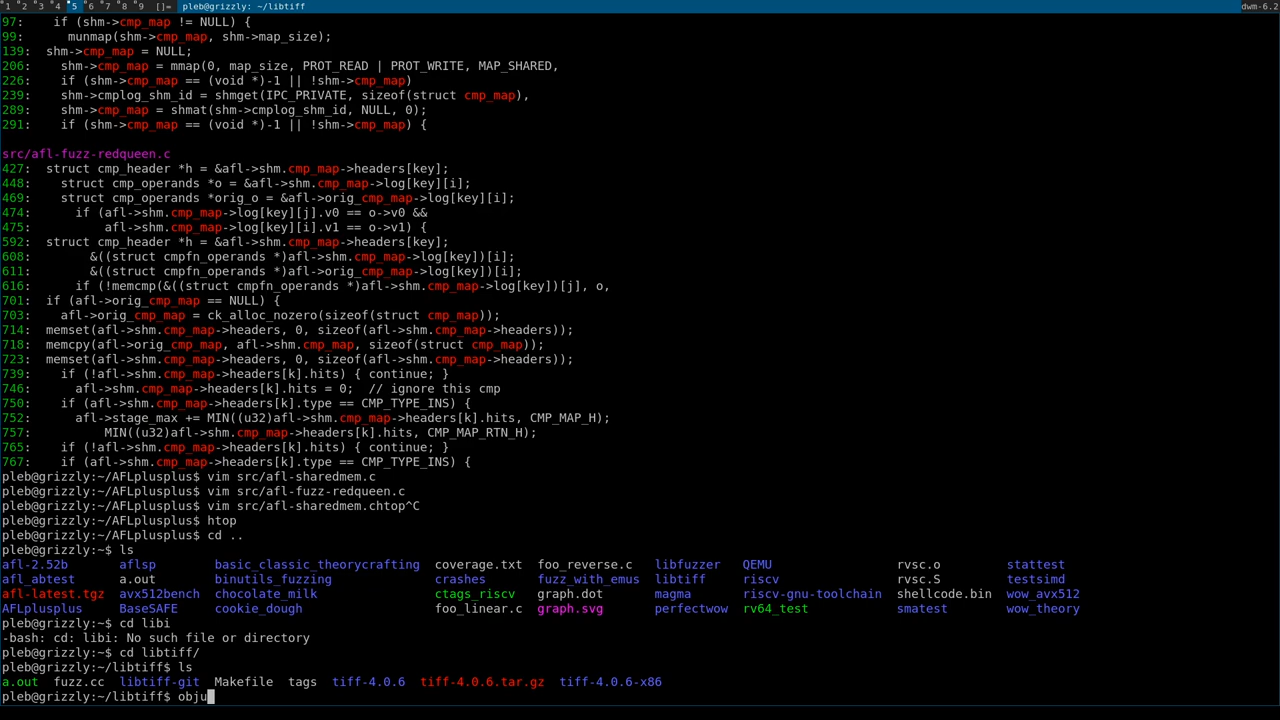 1 2 3 4 5 6 7 8 9 []= pleb@grizzly: ~/libtiff dwm-6.2
97: if (shm->cmp_map != NULL) {
99: munmap(shm->cmp_map, shm->map_size);
139: shm->cmp_map = NULL;
206: shm->cmp_map = mmap(0, map_size, PROT_READ | PROT_WRITE, MAP_SHARED,
226: if (shm->cmp_map == (void *)-1 || !shm->cmp_map)
239: shm->cmplog_shm_id = shmget(IPC_PRIVATE, sizeof(struct cmp_map),
289: shm->cmp_map = shmat(shm->cmplog_shm_id, NULL, 0);
291: if (shm->cmp_map == (void *)-1 || !shm->cmp_map) {
src/afl-fuzz-redqueen.c
427: struct cmp_header *h = &afl->shm.cmp_map->headers[key];
448: struct cmp_operands *o = &afl->shm.cmp_map->log[key][i];
469: struct cmp_operands *orig_o = &afl->orig_cmp_map->log[key][i];
474: if (afl->shm.cmp_map->log[key][j].v0 == o->v0 &&
475: afl->shm.cmp_map->log[key][i].v1 == o->v1) {
592: struct cmp_header *h = &afl->shm.cmp_map->headers[key];
608: &((struct cmpfn_operands *)afl->shm.cmp_map->log[key])[i];
611: &((struct cmpfn_operands *)afl->orig_cmp_map->log[key])[i];
616: if (!memcmp(&((struct cmpfn_operands *)afl->shm.cmp_map->log[key])[j], o,
701: if (afl->orig_cmp_map == NULL) {
703: afl->orig_cmp_map = ck_alloc_nozero(sizeof(struct cmp_map));
714: memset(afl->shm.cmp_map->headers, 0, sizeof(afl->shm.cmp_map->headers));
718: memcpy(afl->orig_cmp_map, afl->shm.cmp_map, sizeof(struct cmp_map));
723: memset(afl->shm.cmp_map->headers, 0, sizeof(afl->shm.cmp_map->headers));
739: if (!afl->shm.cmp_map->headers[k].hits) { continue; }
746: afl->shm.cmp_map->headers[k].hits = 0; // ignore this cmp
750: if (afl->shm.cmp_map->headers[k].type == CMP_TYPE_INS) {
752: afl->stage_max += MIN((u32)afl->shm.cmp_map->headers[k].hits, CMP_MAP_H);
757: MIN((u32)afl->shm.cmp_map->headers[k].hits, CMP_MAP_RTN_H);
765: if (!afl->shm.cmp_map->headers[k].hits) { continue; }
767: if (afl->shm.cmp_map->headers[k].type == CMP_TYPE_INS) {
pleb@grizzly:~/AFLplusplus$ vim src/afl-sharedmem.c
pleb@grizzly:~/AFLplusplus$ vim src/afl-fuzz-redqueen.c
pleb@grizzly:~/AFLplusplus$ vim src/afl-sharedmem.chtop^C
pleb@grizzly:~/AFLplusplus$ htop
pleb@grizzly:~/AFLplusplus$ cd ..
pleb@grizzly:~$ ls
afl-2.52b aflsp basic_classic_theorycrafting coverage.txt foo_reverse.c libfuzzer QEMU rvsc.o stattest
afl_abtest a.out binutils_fuzzing crashes fuzz_with_emus libtiff riscv rvsc.S testsimd
afl-latest.tgz avx512bench chocolate_milk ctags_riscv graph.dot magma riscv-gnu-toolchain shellcode.bin wow_avx512
AFLplusplus BaseSAFE cookie_dough foo_linear.c graph.svg perfectwow rv64_test smatest wow_theory
pleb@grizzly:~$ cd libi
-bash: cd: libi: No such file or directory
pleb@grizzly:~$ cd libtiff/
pleb@grizzly:~/libtiff$ ls
a.out fuzz.cc libtiff-git Makefile tags tiff-4.0.6 tiff-4.0.6.tar.gz tiff-4.0.6-x86
pleb@grizzly:~/libtiff$ obju